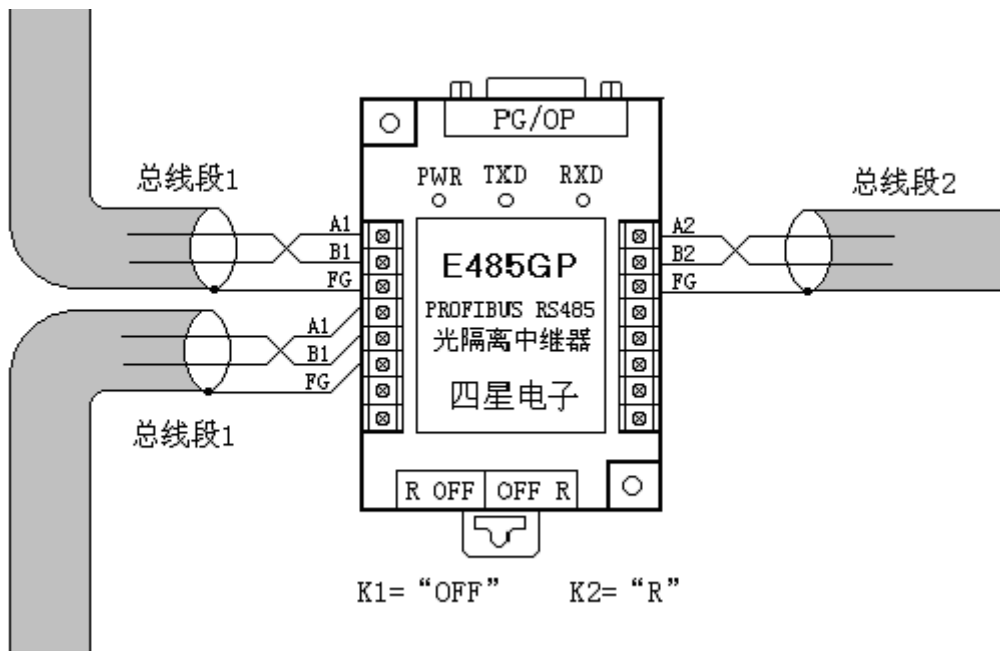 PG/OP
PWR TXD RXD
总线段1
总线段2
A1
B1
FG
A2
B2
FG
E485GP
PROFIBUS RS485
光隔离中继器
四星电子
A1
B1
FG
总线段1
R OFF OFF R
K1=“OFF” K2=“R”